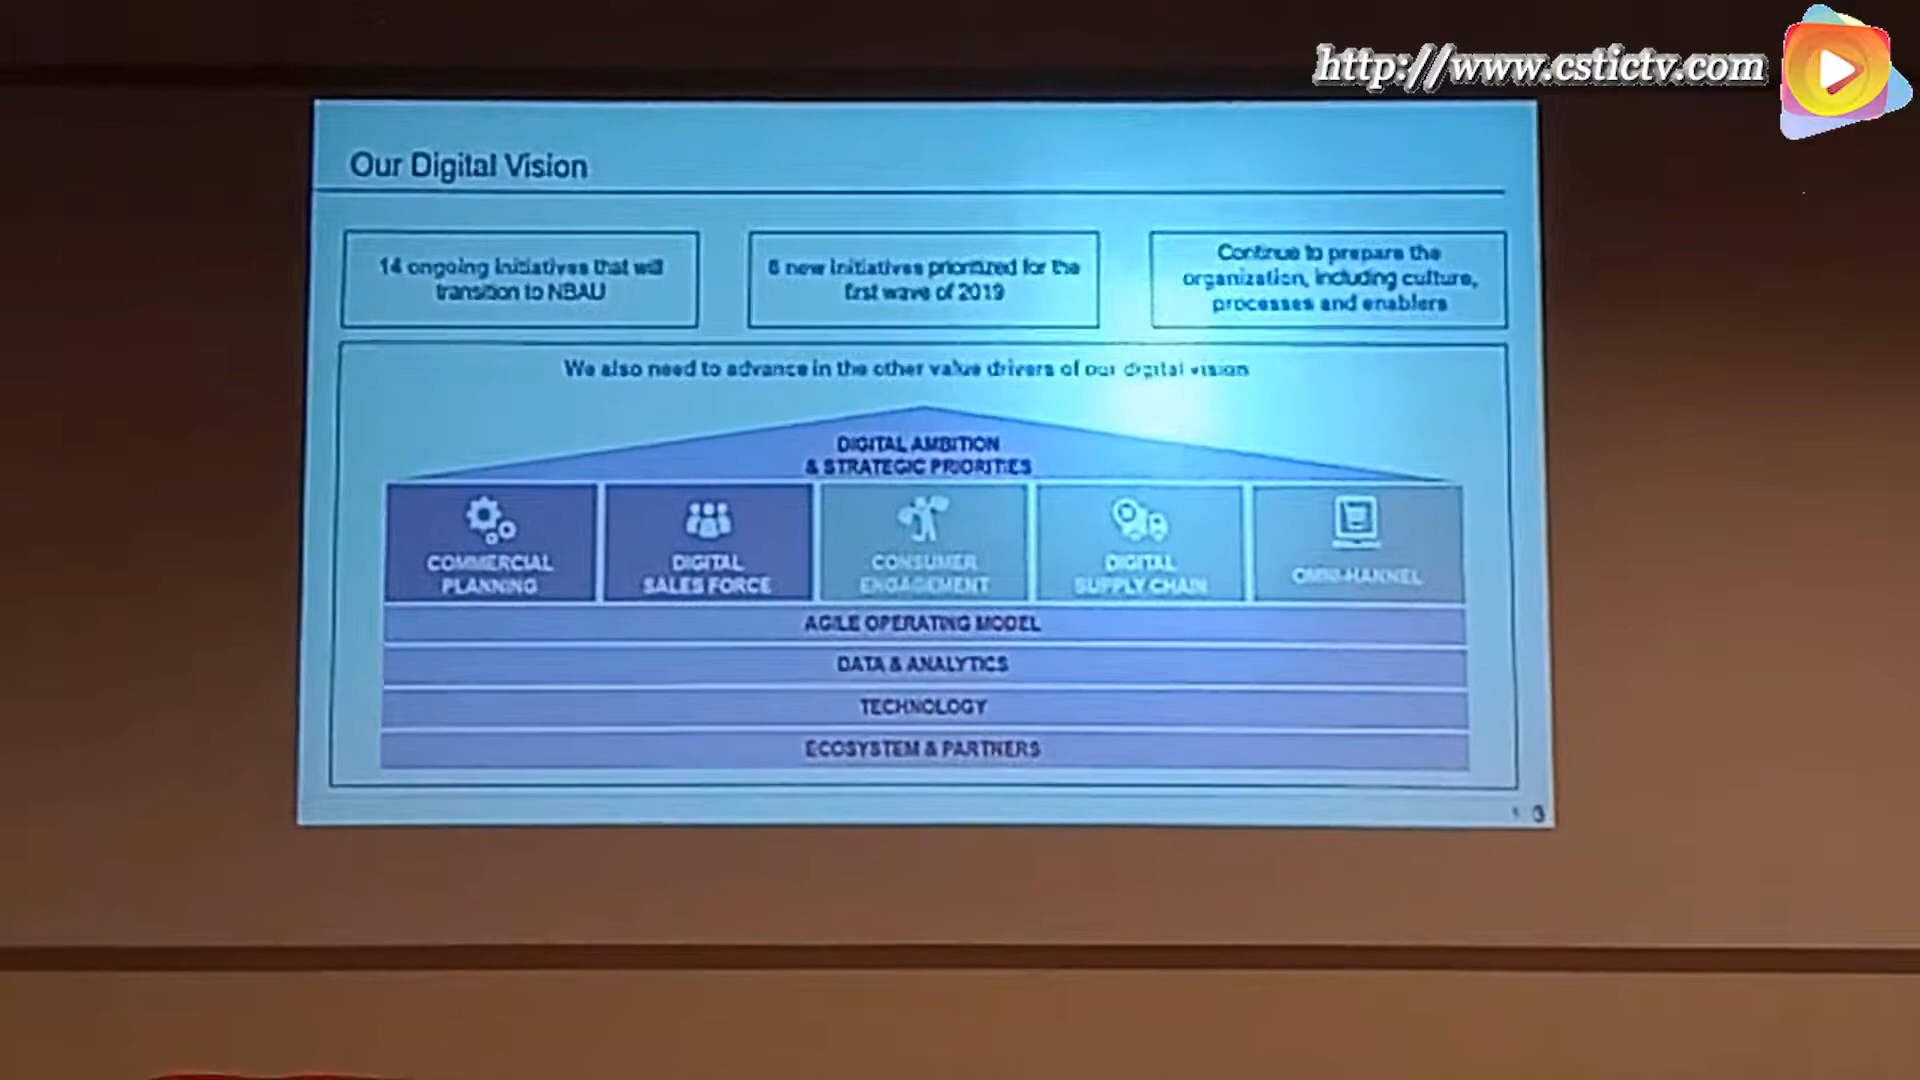 http://www.cstictv.com
Our Digital Vision
14 ongoing initiatives that will
transition to NBAU
new initiatives prioritized for the
first wave of 2019
Continue to prepare the
organization, including culture,
processes and enablers
We also need to advance in the other value drivers of our digital vision
DIGITAL AMBITION
& STRATEGIC PRIORITIES
COMMERCIAL
PLANNING
DIGITAL
SALES FORCE
CONSUMER
ENGAGEMENT
DIGITAL
SUPPLY CHAIN
OMNI-HANNEL
AGILE OPERATING MODEL
DATA & ANALYTICS
TECHNOLOGY
ECOSYSTEM & PARTNERS